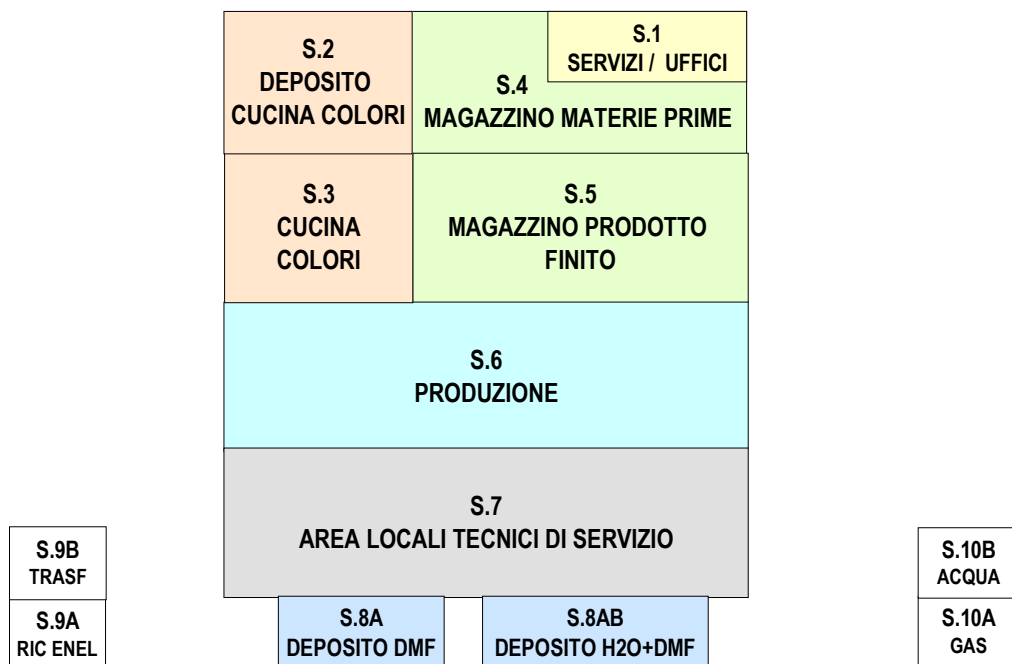 S.2
DEPOSITO
CUCINA COLORI
S.1
SERVIZI / UFFICI
S.4
MAGAZZINO MATERIE PRIME
S.3
CUCINA
COLORI
S.5
MAGAZZINO PRODOTTO
FINITO
S.6
PRODUZIONE
S.7
AREA LOCALI TECNICI DI SERVIZIO
S.9B
TRASF
S.9A
RIC ENEL
S.8A
DEPOSITO DMF
S.8AB
DEPOSITO H2O+DMF
S.10B
ACQUA
S.10A
GAS